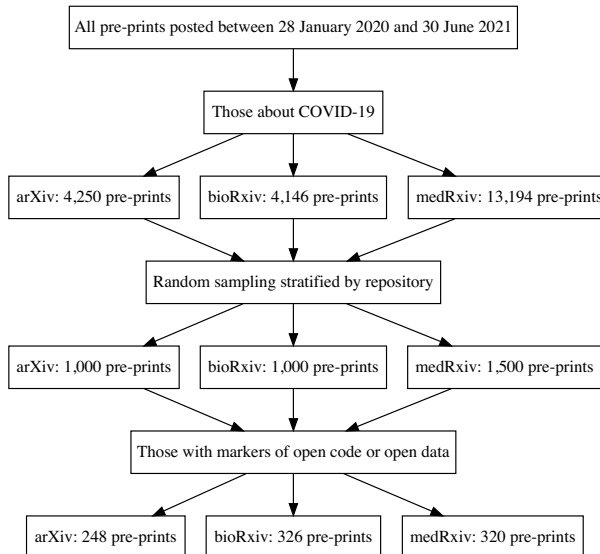 All pre-prints posted between 28 January 2020 and 30 June 2021
Those about COVID-19
arXiv: 4,250 pre-prints
bioRxiv: 4,146 pre-prints
medRxiv: 13,194 pre-prints
Random sampling stratified by repository
arXiv: 1,000 pre-prints
bioRxiv: 1,000 pre-prints
medRxiv: 1,500 pre-prints
Those with markers of open code or open data
arXiv: 248 pre-prints
bioRxiv: 326 pre-prints
medRxiv: 320 pre-prints